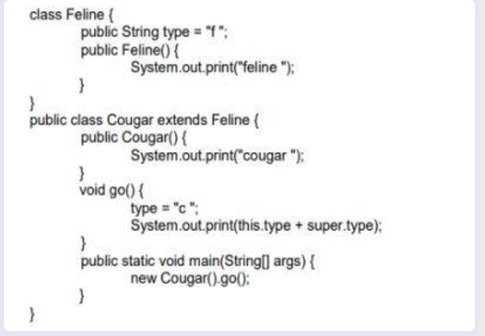 class Feline {
public String type = "f ";
public Feline() {
System.out.print("feline ");
}
}
public class Cougar extends Feline {
public Cougar() {
System.out.print("cougar ");
}
void go() {
type = "c ";
System.out.print(this.type + super.type);
}
public static void main(String[] args) {
new Cougar().go();
}
}